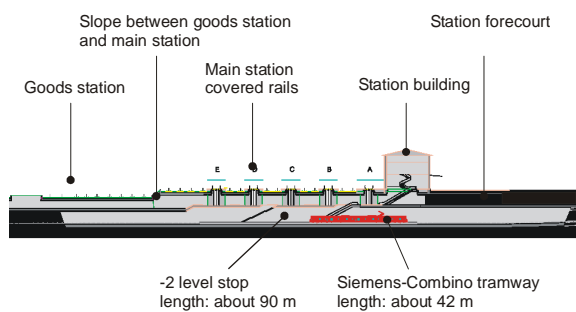 Slope between goods station
and main station
Station forecourt
Goods station
Main station
covered rails
Station building
E D C B A
-2 level stop
length: about 90 m
Siemens-Combino tramway
length: about 42 m